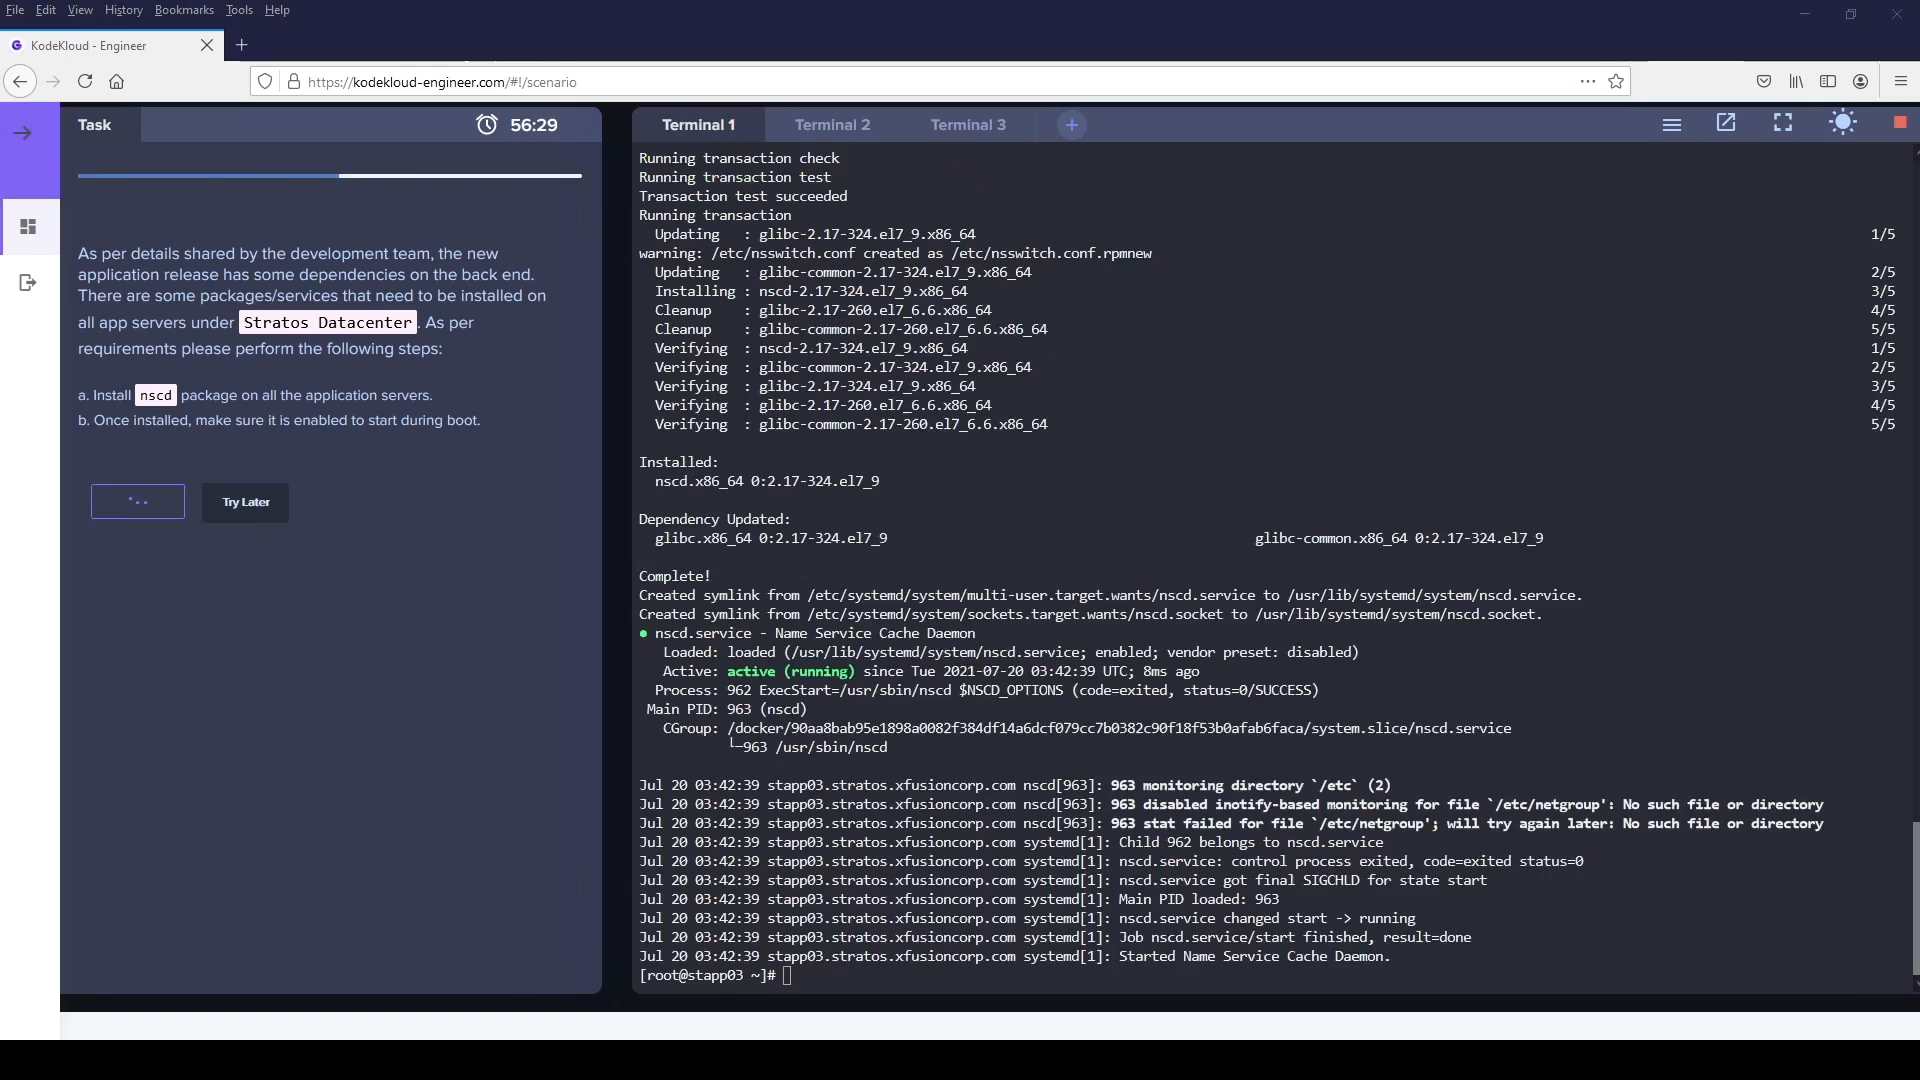 File Edit View History Bookmarks Tools Help
KodeKloud - Engineer
https://kodekloud-engineer.com/#!/scenario
Task
56:29
As per details shared by the development team, the new
application release has some dependencies on the back end.
There are some packages/services that need to be installed on
all app servers under Stratos Datacenter. As per
requirements please perform the following steps:
a. Install nscd package on all the application servers.
b. Once installed, make sure it is enabled to start during boot.
Try Later
Terminal 1 Terminal 2 Terminal 3
Running transaction check
Running transaction test
Transaction test succeeded
Running transaction
Updating : glibc-2.17-324.el7_9.x86_64 1/5
warning: /etc/nsswitch.conf created as /etc/nsswitch.conf.rpmnew
Updating : glibc-common-2.17-324.el7_9.x86_64 2/5
Installing : nscd-2.17-324.el7_9.x86_64 3/5
Cleanup : glibc-2.17-260.el7_6.6.x86_64 4/5
Cleanup : glibc-common-2.17-260.el7_6.6.x86_64 5/5
Verifying : nscd-2.17-324.el7_9.x86_64 1/5
Verifying : glibc-common-2.17-324.el7_9.x86_64 2/5
Verifying : glibc-2.17-324.el7_9.x86_64 3/5
Verifying : glibc-2.17-260.el7_6.6.x86_64 4/5
Verifying : glibc-common-2.17-260.el7_6.6.x86_64 5/5
Installed:
nscd.x86_64 0:2.17-324.el7_9
Dependency Updated:
glibc.x86_64 0:2.17-324.el7_9 glibc-common.x86_64 0:2.17-324.el7_9
Complete!
Created symlink from /etc/systemd/system/multi-user.target.wants/nscd.service to /usr/lib/systemd/system/nscd.service.
Created symlink from /etc/systemd/system/sockets.target.wants/nscd.socket to /usr/lib/systemd/system/nscd.socket.
● nscd.service - Name Service Cache Daemon
Loaded: loaded (/usr/lib/systemd/system/nscd.service; enabled; vendor preset: disabled)
Active: active (running) since Tue 2021-07-20 03:42:39 UTC; 8ms ago
Process: 962 ExecStart=/usr/sbin/nscd $NSCD_OPTIONS (code=exited, status=0/SUCCESS)
Main PID: 963 (nscd)
CGroup: /docker/90aa8bab95e1898a0082f384df14a6dcf079cc7b0382c90f18f53b0afab6faca/system.slice/nscd.service
└─963 /usr/sbin/nscd
Jul 20 03:42:39 stapp03.stratos.xfusioncorp.com nscd[963]: 963 monitoring directory `/etc` (2)
Jul 20 03:42:39 stapp03.stratos.xfusioncorp.com nscd[963]: 963 disabled inotify-based monitoring for file `/etc/netgroup': No such file or directory
Jul 20 03:42:39 stapp03.stratos.xfusioncorp.com nscd[963]: 963 stat failed for file `/etc/netgroup'; will try again later: No such file or directory
Jul 20 03:42:39 stapp03.stratos.xfusioncorp.com systemd[1]: Child 962 belongs to nscd.service
Jul 20 03:42:39 stapp03.stratos.xfusioncorp.com systemd[1]: nscd.service: control process exited, code=exited status=0
Jul 20 03:42:39 stapp03.stratos.xfusioncorp.com systemd[1]: nscd.service got final SIGCHLD for state start
Jul 20 03:42:39 stapp03.stratos.xfusioncorp.com systemd[1]: Main PID loaded: 963
Jul 20 03:42:39 stapp03.stratos.xfusioncorp.com systemd[1]: nscd.service changed start -> running
Jul 20 03:42:39 stapp03.stratos.xfusioncorp.com systemd[1]: Job nscd.service/start finished, result=done
Jul 20 03:42:39 stapp03.stratos.xfusioncorp.com systemd[1]: Started Name Service Cache Daemon.
[root@stapp03 ~]#